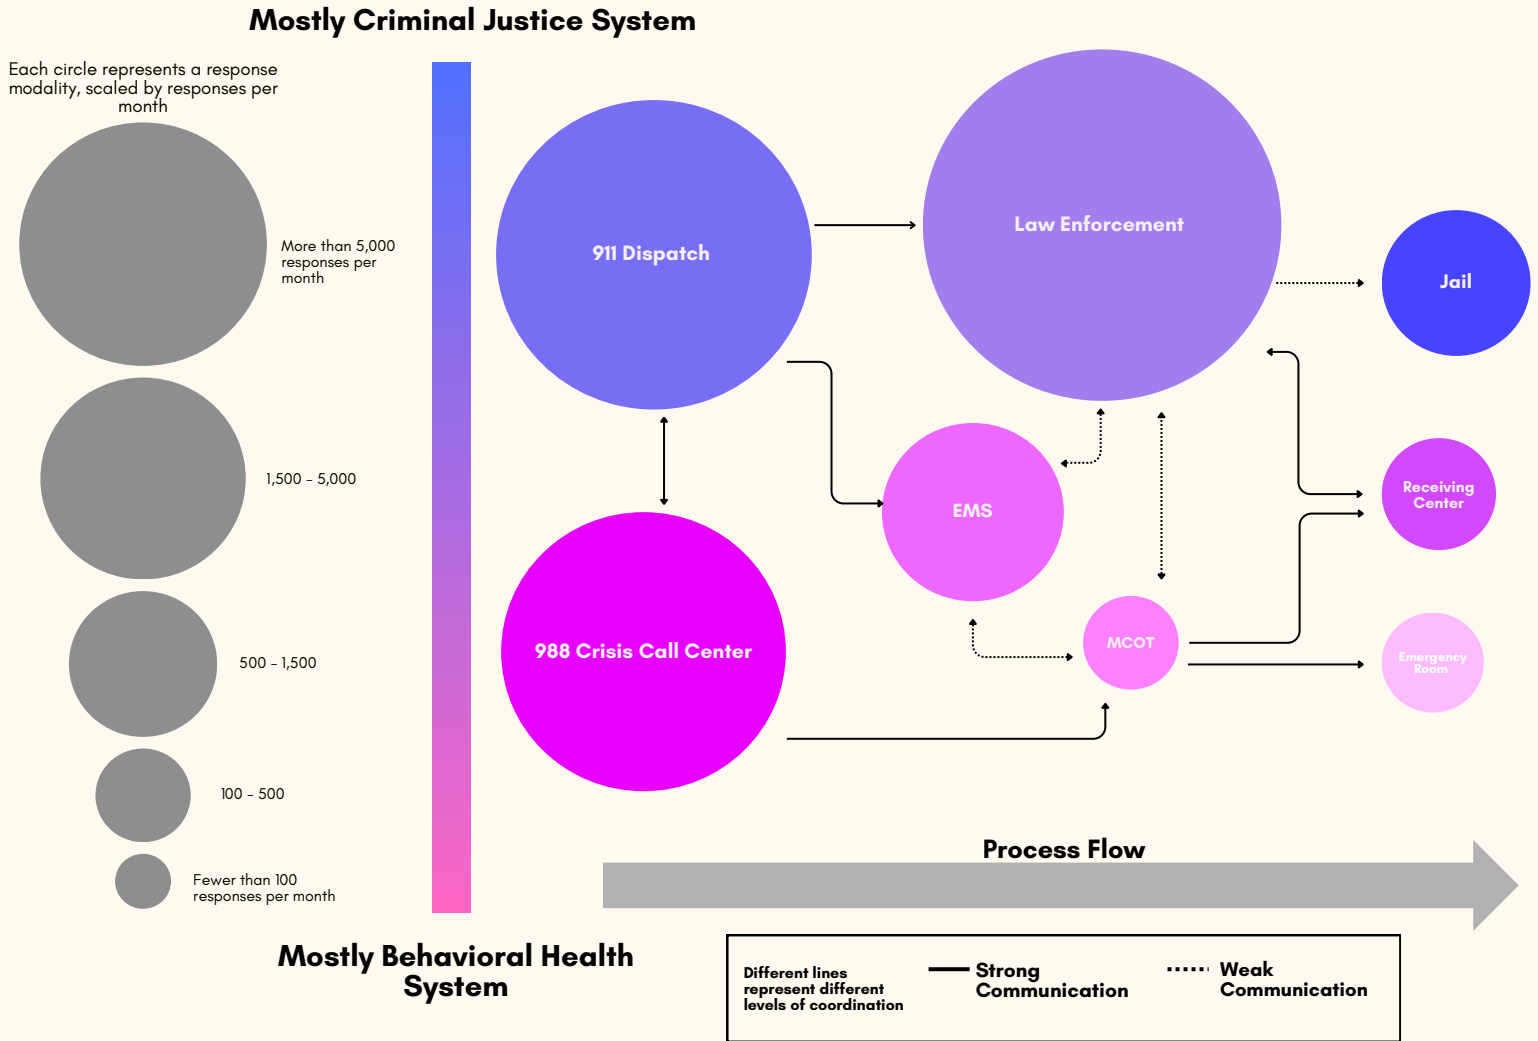 Mostly Criminal Justice System
Each circle represents a response
modality, scaled by responses per
month
More than 5,000
responses per
month
1,500 – 5,000
500 – 1,500
100 – 500
Fewer than 100
responses per month
911 Dispatch
Law Enforcement
Jail
EMS
Receiving
Center
988 Crisis Call Center
MCOT
Emergency
Room
Process Flow
Mostly Behavioral Health
System
Different lines
represent different
levels of coordination
Strong
Communication
Weak
Communication